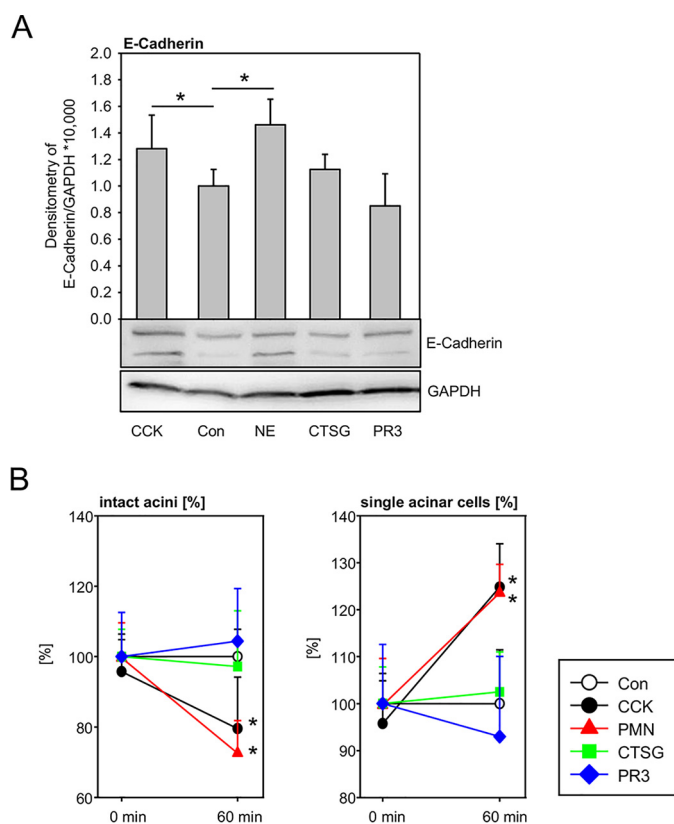 A
E-Cadherin
Densitometry of
E-Cadherin/GAPDH *10,000
2.0
1.8
1.6
1.4
1.2
1.0
0.8
0.6
0.4
0.2
0.0
*
*
E-Cadherin
GAPDH
CCK Con NE CTSG PR3
B
intact acini [%]
[%]
140
120
100
80
60
*
*
0 min 60 min
single acinar cells [%]
[%]
140
130
120
110
100
90
80
*
*
0 min 60 min
Con
CCK
PMN
CTSG
PR3